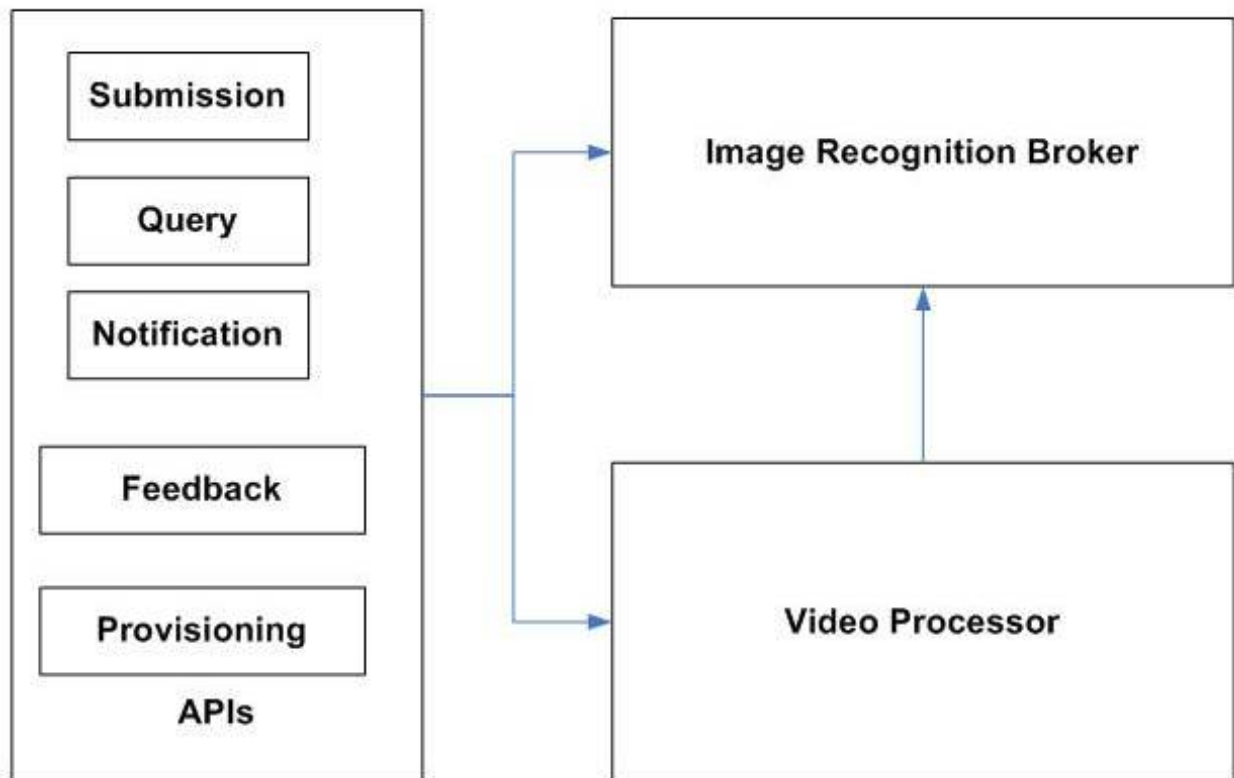 Submission
Query
Notification
Feedback
Provisioning
APIs
Image Recognition Broker
Video Processor